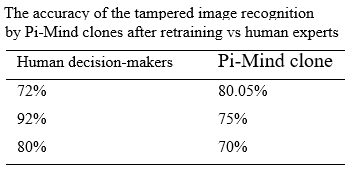 The accuracy of the tampered image recognition
by Pi-Mind clones after retraining vs human experts
Human decision-makers Pi-Mind clone
72% 80.05%
92% 75%
80% 70%